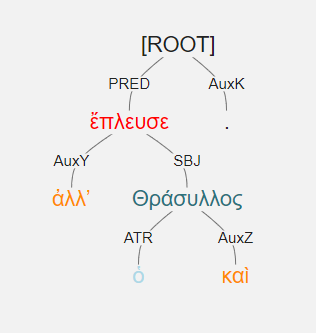 [ROOT]
PRED AuxK
ἔπλευσε .
AuxY SBJ
ἀλλ’ Θράσυλλος
ATR AuxZ
ὁ καὶ